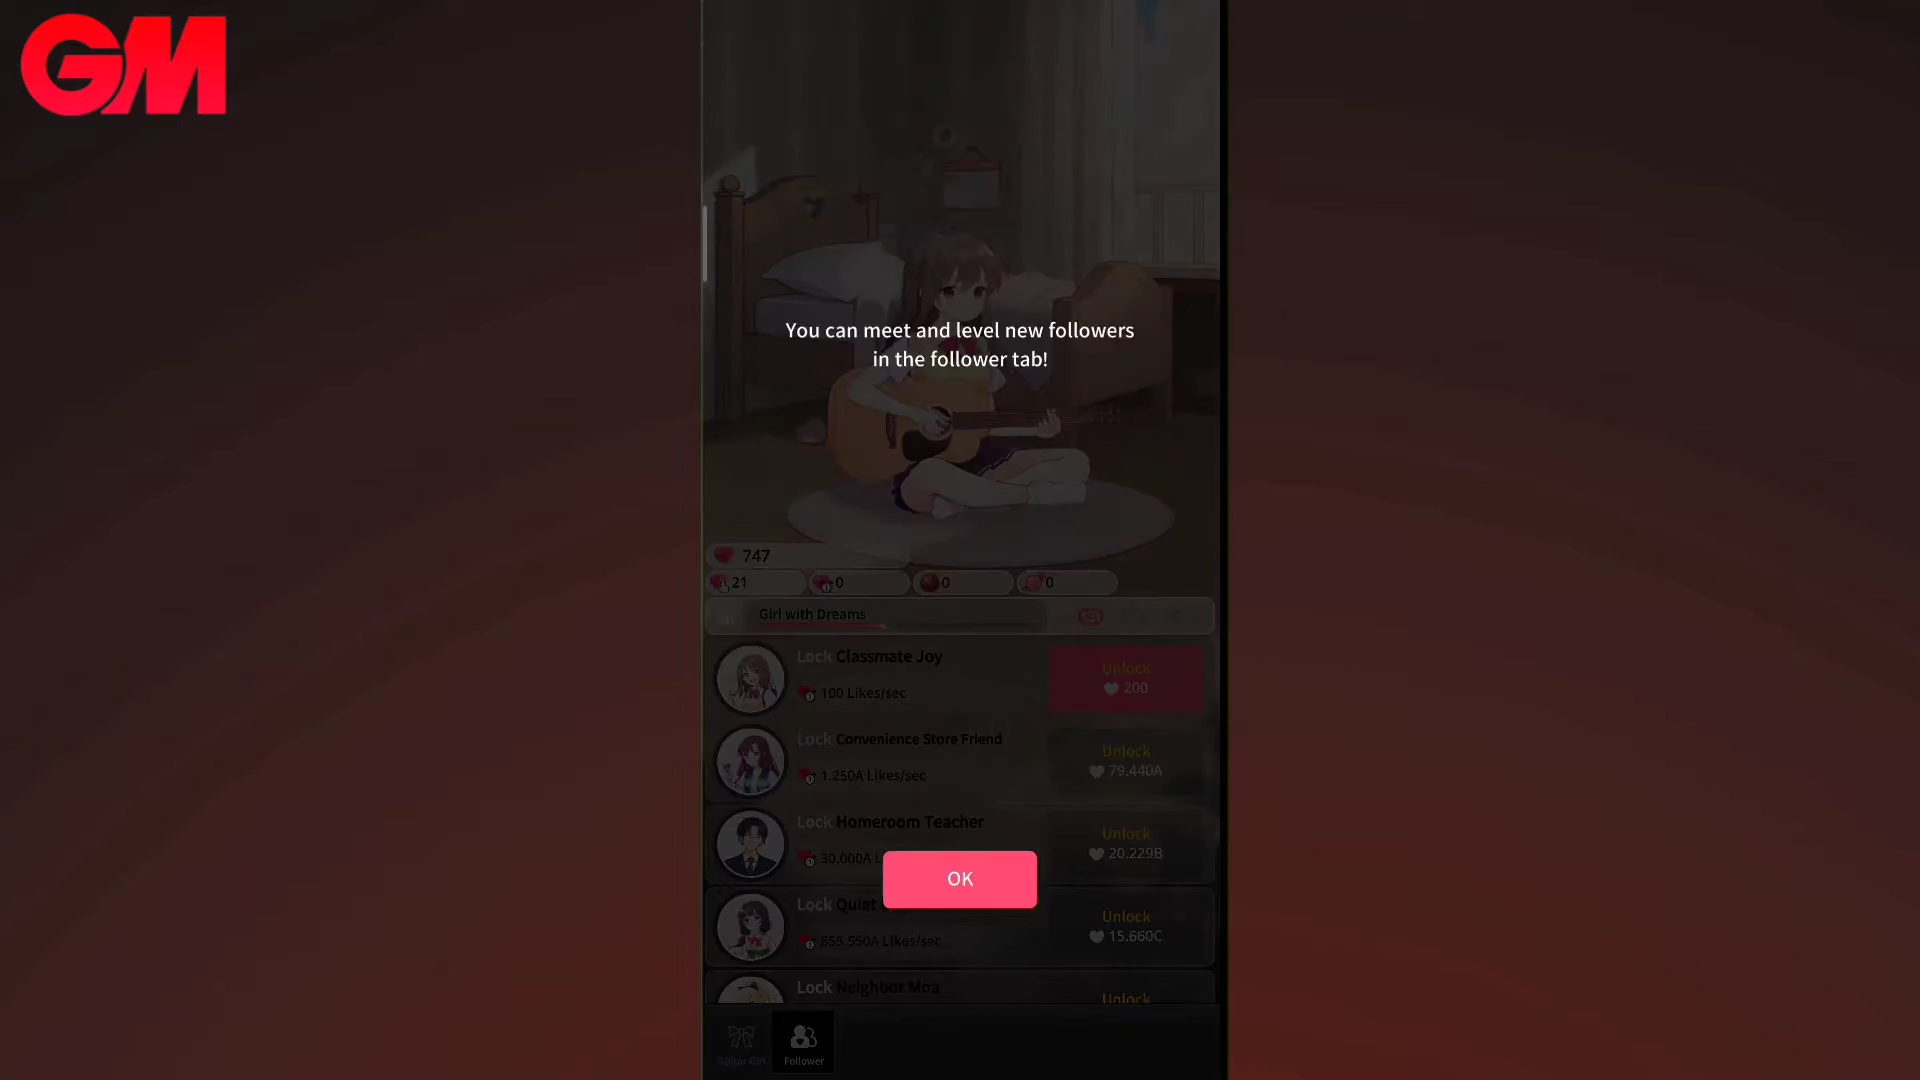 GM
You can meet and level new followers
in the follower tab!
747
21 0 0 0
Girl with Dreams
Lock Classmate Joy
100 Likes/sec
Unlock
200
Lock Convenience Store Friend
1.250A Likes/sec
Unlock
79.440A
Lock Homeroom Teacher
30.000A L
Unlock
20.229B
OK
Lock Quiet
855.550A Likes/sec
Unlock
15.660C
Lock Neighbor Moa
Unlock
Guitar Girl
Follower